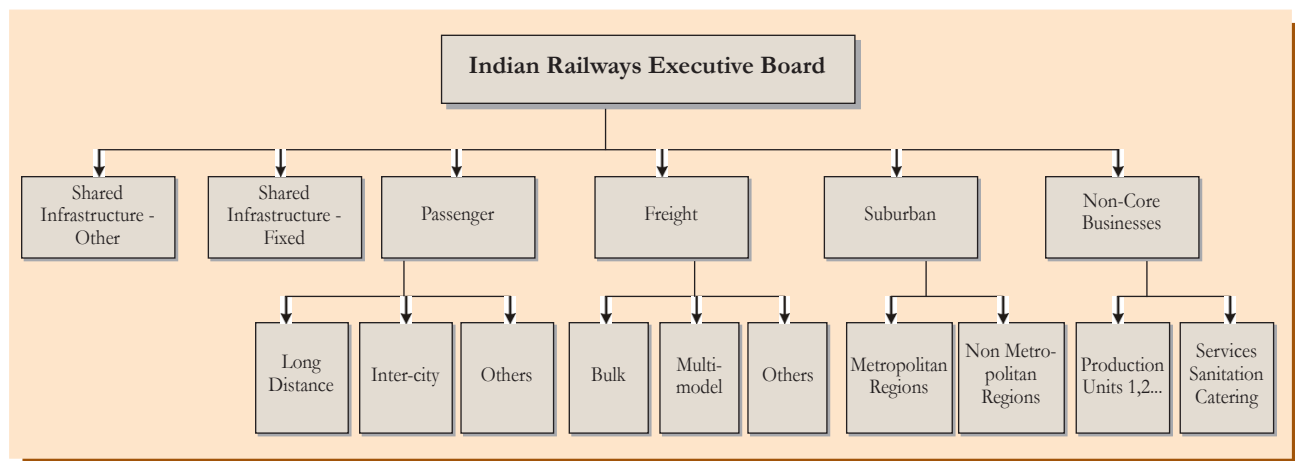 Indian Railways Executive Board
Shared
Infrastructure -
Other
Shared
Infrastructure -
Fixed
Passenger
Freight
Suburban
Non-Core
Businesses
Long
Distance
Inter-city
Others
Bulk
Multi-
model
Others
Metropolitan
Regions
Non Metro-
politan
Regions
Production
Units 1,2...
Services
Sanitation
Catering